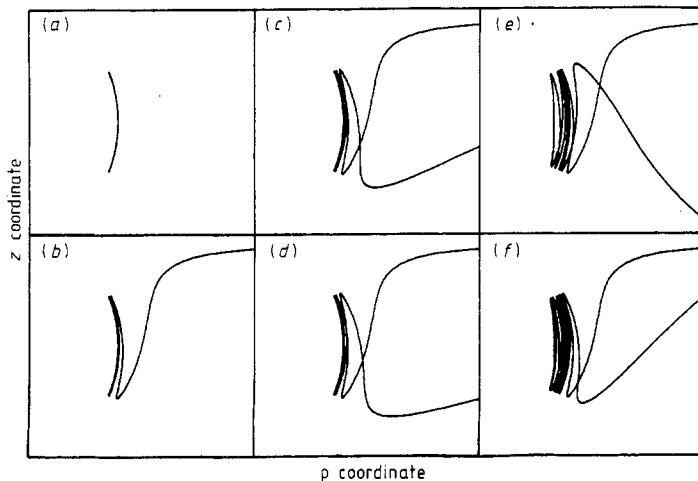 (a)
(c)
(e)
(b)
(d)
(f)
z coordinate
ρ coordinate